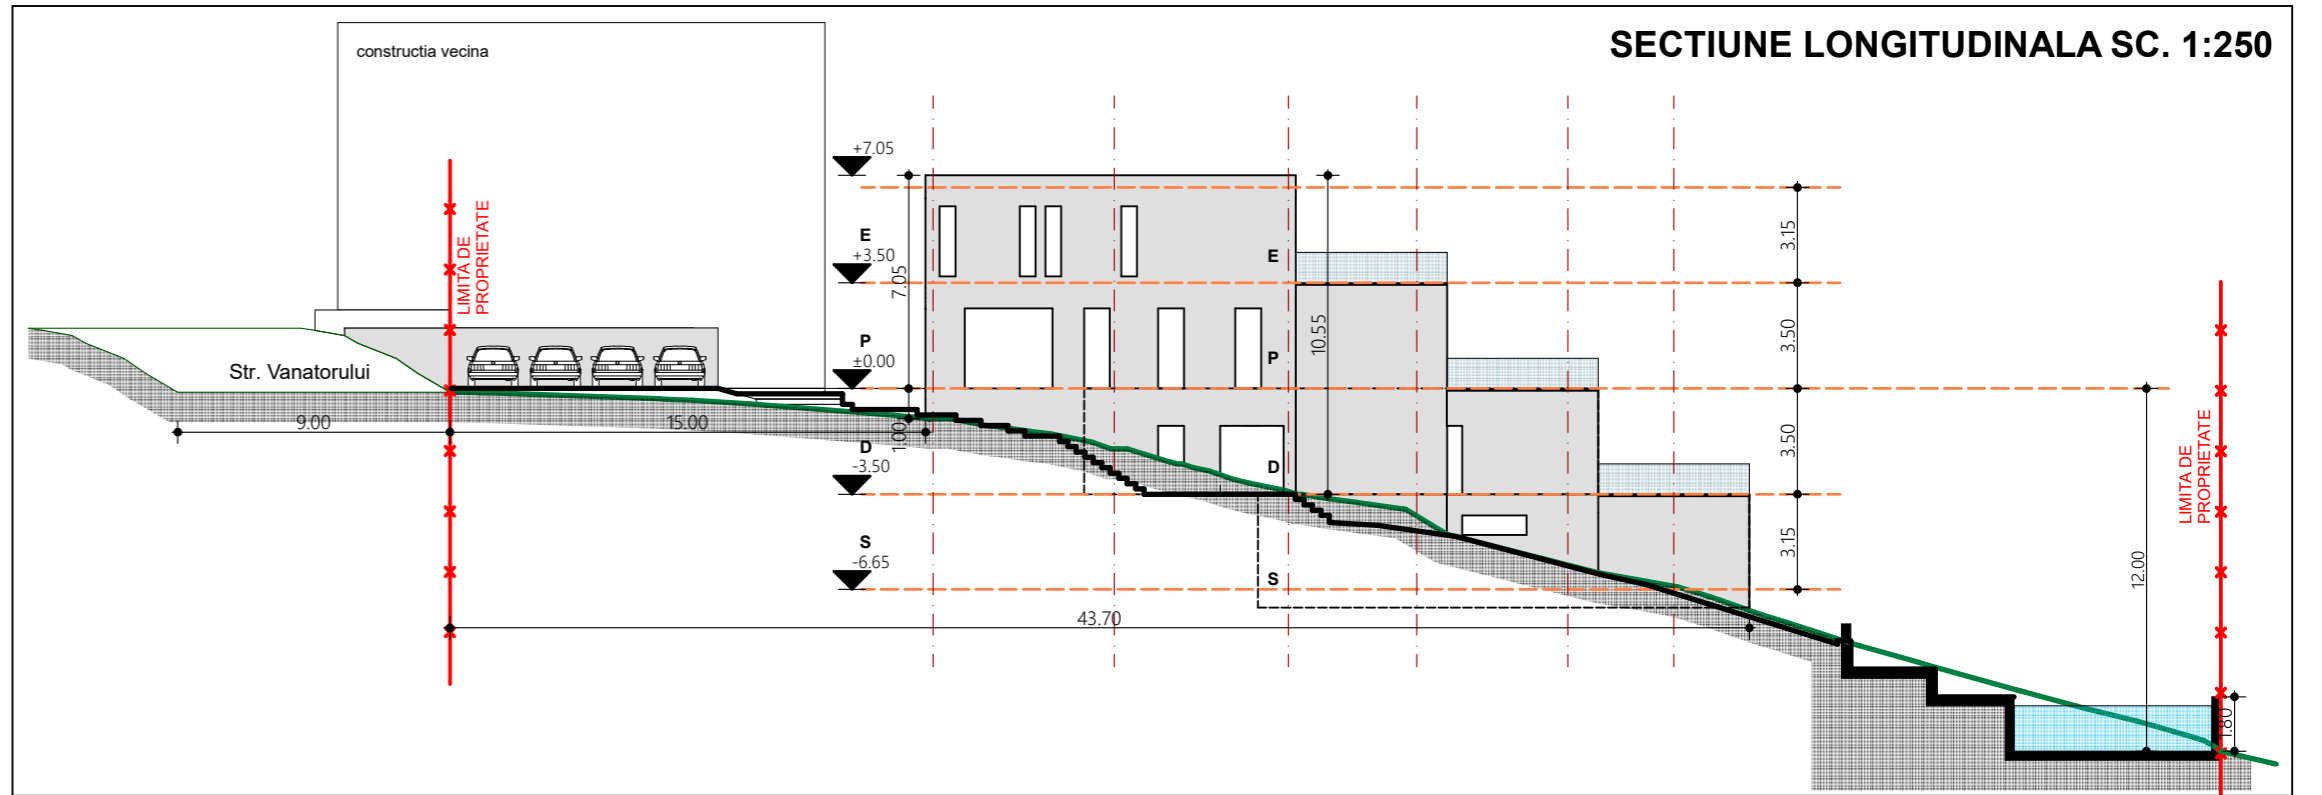 constructia vecina
SECTIUNE LONGITUDINALA SC. 1:250
+7.05
LIMITA DE
PROPRIETATE
E
+3.50
7.05
E
3.15
P
±0.00
10.55
P
3.50
Str. Vanatorului
9.00
15.00
1.00
D
-3.50
D
3.50
LIMITA DE
PROPRIETATE
S
-6.65
S
3.15
12.00
43.70
1.80